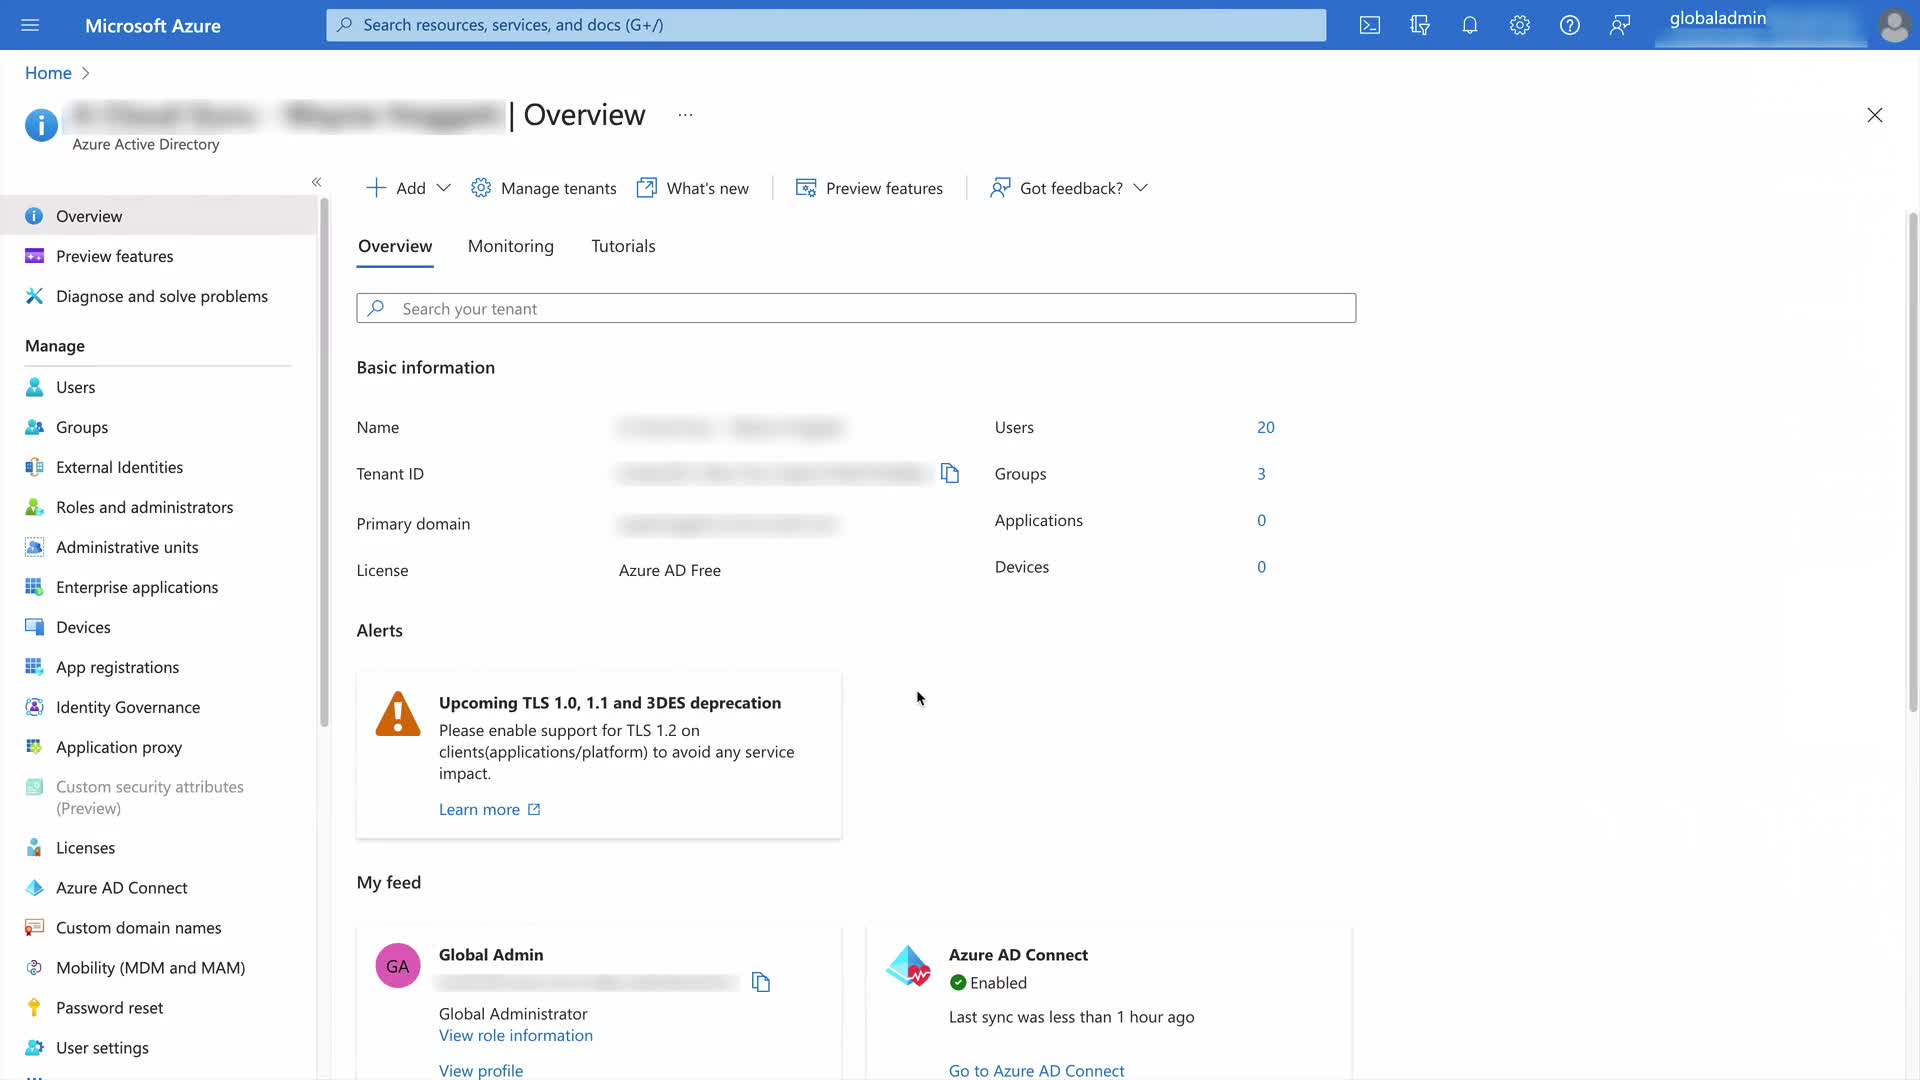 Microsoft Azure
Search resources, services, and docs (G+/)
globaladmin
Home
| Overview
...
Azure Active Directory
Add
Manage tenants
What's new
Preview features
Got feedback?
Overview
Preview features
Diagnose and solve problems
Manage
Users
Groups
External Identities
Roles and administrators
Administrative units
Enterprise applications
Devices
App registrations
Identity Governance
Application proxy
Custom security attributes
(Preview)
Licenses
Azure AD Connect
Custom domain names
Mobility (MDM and MAM)
Password reset
User settings
Overview
Monitoring
Tutorials
Search your tenant
Basic information
Name
Tenant ID
Primary domain
License
Azure AD Free
Users
20
Groups
3
Applications
0
Devices
0
Alerts
Upcoming TLS 1.0, 1.1 and 3DES deprecation
Please enable support for TLS 1.2 on
clients(applications/platform) to avoid any service
impact.
Learn more
My feed
GA
Global Admin
Global Administrator
View role information
View profile
Azure AD Connect
Enabled
Last sync was less than 1 hour ago
Go to Azure AD Connect